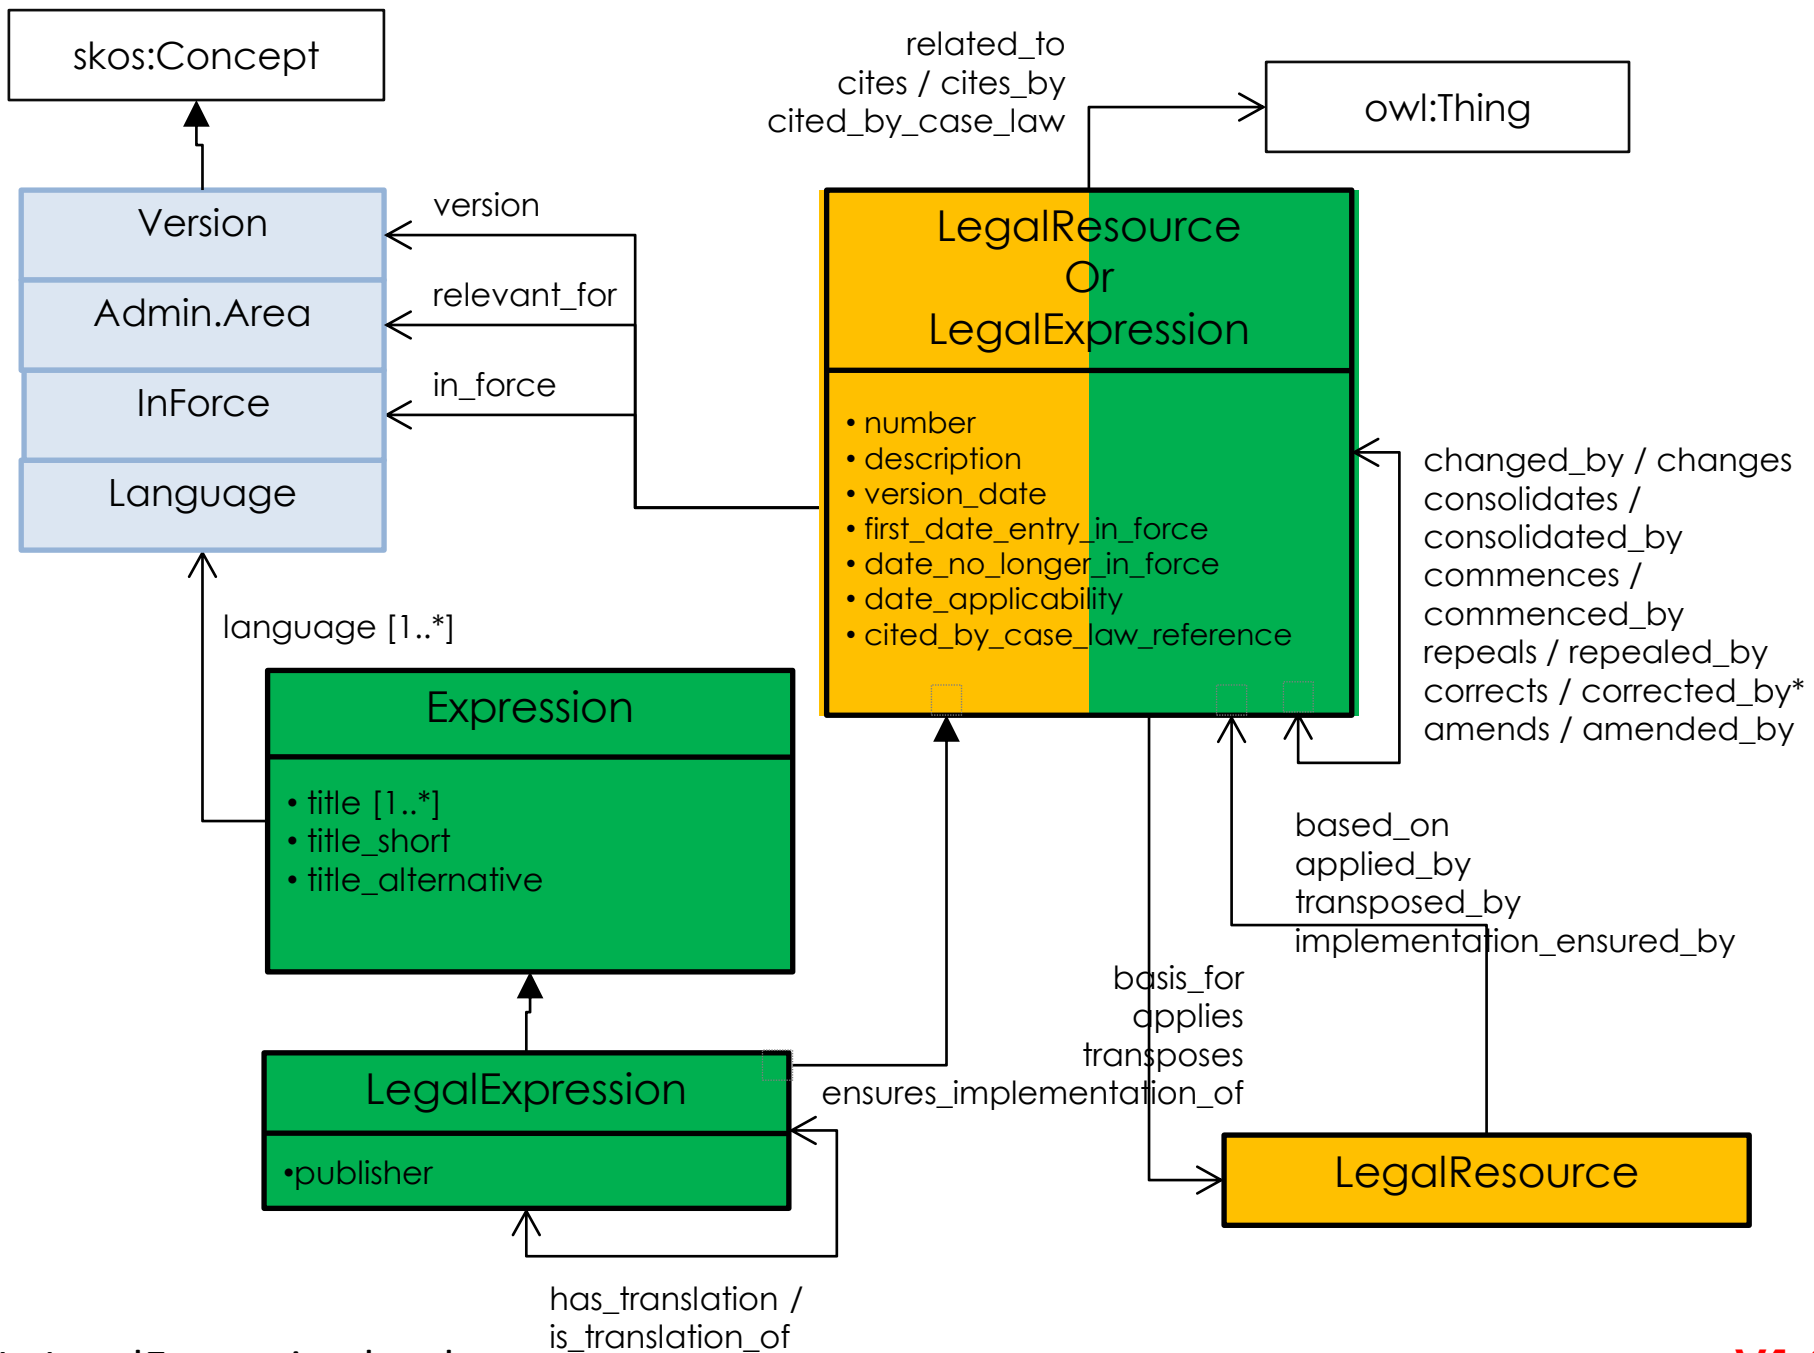 skos:Concept
related_to
cites / cites_by
cited_by_case_law
owl:Thing
Version
Admin.Area
InForce
Language
version
relevant_for
in_force
LegalResource
Or
LegalExpression
• number
• description
• version_date
• first_date_entry_in_force
• date_no_longer_in_force
• date_applicability
• cited_by_case_law_reference
changed_by / changes
consolidates /
consolidated_by
commences /
commenced_by
repeals / repealed_by
corrects / corrected_by*
amends / amended_by
language [1..*]
Expression
• title [1..*]
• title_short
• title_alternative
based_on
applied_by
transposed_by
implementation_ensured_by
basis_for
applies
transposes
ensures_implementation_of
LegalExpression
•publisher
LegalResource
has_translation /
is_translation_of